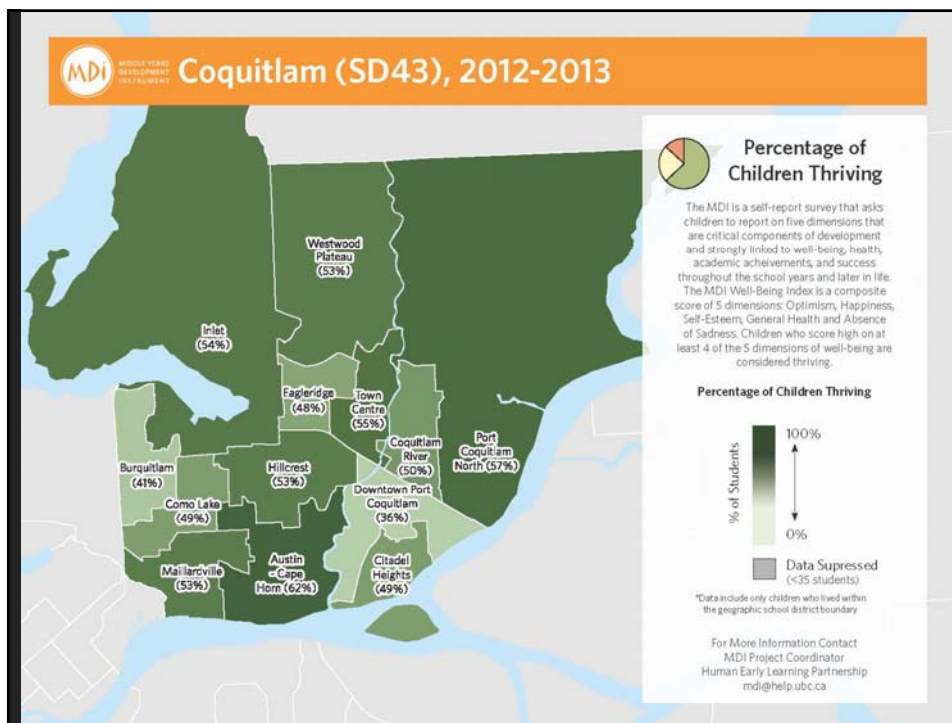 MDi
MIDDLE YEARS
DEVELOPMENT
INSTRUMENT
Coquitlam (SD43), 2012-2013
Westwood
Plateau
(53%)
Inlet
(54%)
Eagleridge
(48%)
Town
Centre
(55%)
Coquitlam
River
(50%)
Port
Coquitlam
North (57%)
Burquitlam
(41%)
Como Lake
(49%)
Hillcrest
(53%)
Downtown Port
Coquitlam
(36%)
Maillardville
(53%)
Austin
- Cape
Horn (62%)
Citadel
Heights
(49%)
Percentage of
Children Thriving
The MDI is a self-report survey that asks
children to report on five dimensions that
are critical components of development
and strongly linked to well-being, health,
academic acheivements, and success
throughout the school years and later in life.
The MDI Well-Being Index is a composite
score of 5 dimensions: Optimism, Happiness,
Self-Esteem, General Health and Absence
of Sadness. Children who score high on at
least 4 of the 5 dimensions of well-being are
considered thriving.
Percentage of Children Thriving
% of Students
100%
0%
Data Supressed
(<35 students)
*Data include only children who lived within
the geographic school district boundary
For More Information Contact
MDI Project Coordinator
Human Early Learning Partnership
mdi@help.ubc.ca